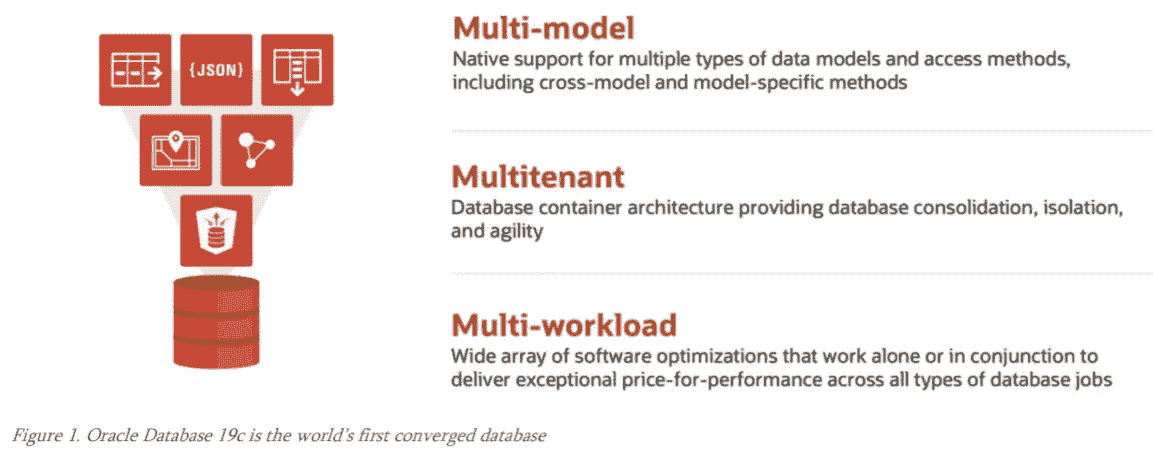 {JSON}
Multi-model
Native support for multiple types of data models and access methods,
including cross-model and model-specific methods
Multitenant
Database container architecture providing database consolidation, isolation,
and agility
Multi-workload
Wide array of software optimizations that work alone or in conjunction to
deliver exceptional price-for-performance across all types of database jobs
Figure 1. Oracle Database 19c is the world's first converged database